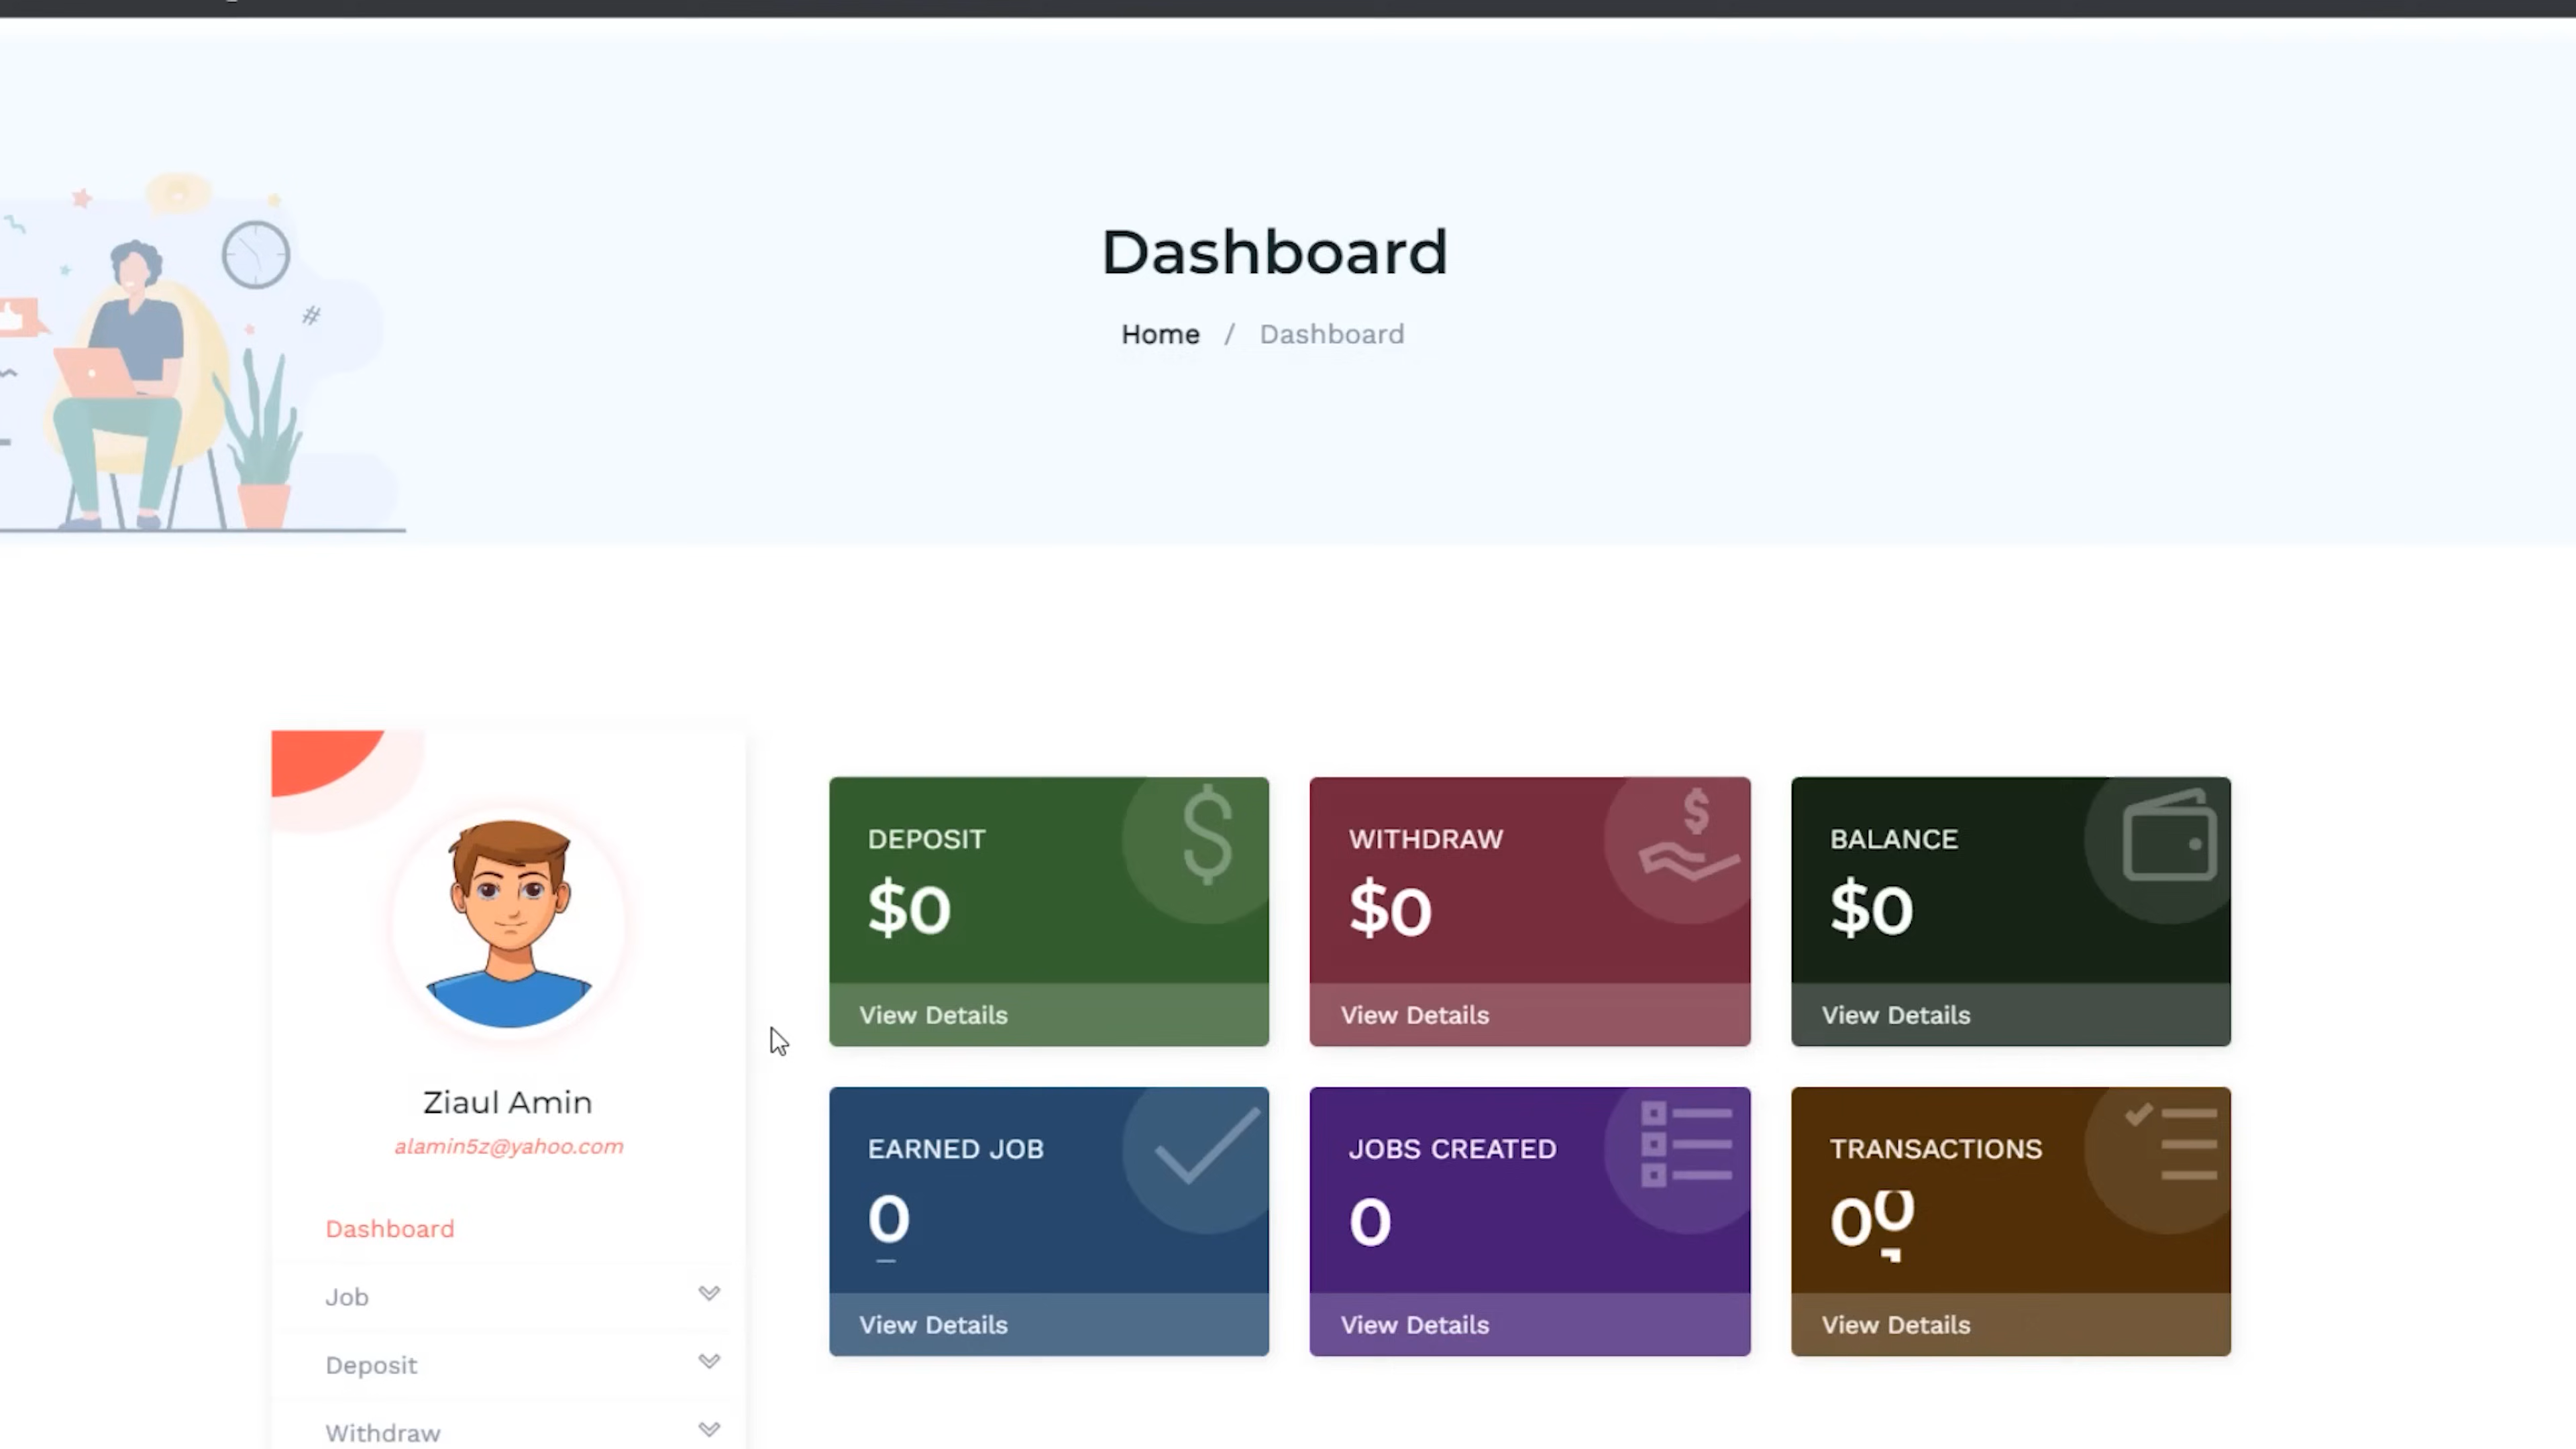 Dashboard
Home / Dashboard
#
Ziaul Amin
alamin5z@yahoo.com
Dashboard
Job
Deposit
Withdraw
DEPOSIT
$0
View Details
WITHDRAW
$0
View Details
BALANCE
$0
View Details
EARNED JOB
0
View Details
JOBS CREATED
0
View Details
TRANSACTIONS
View Details